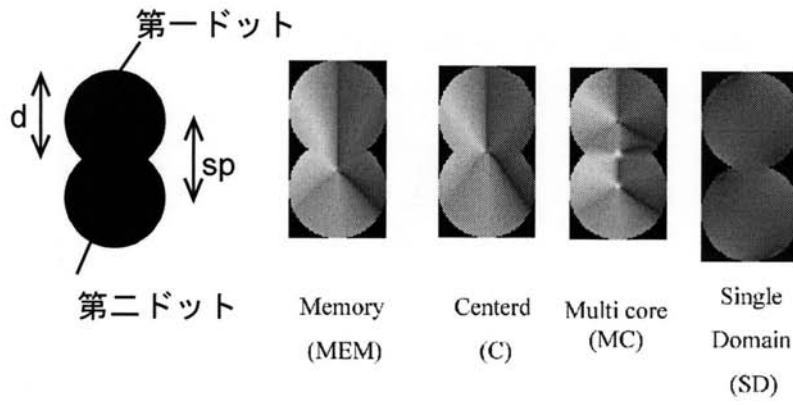 第一ドット
d
sp
第二ドット
Memory
(MEM)
Centerd
(C)
Multi core
(MC)
Single
Domain
(SD)